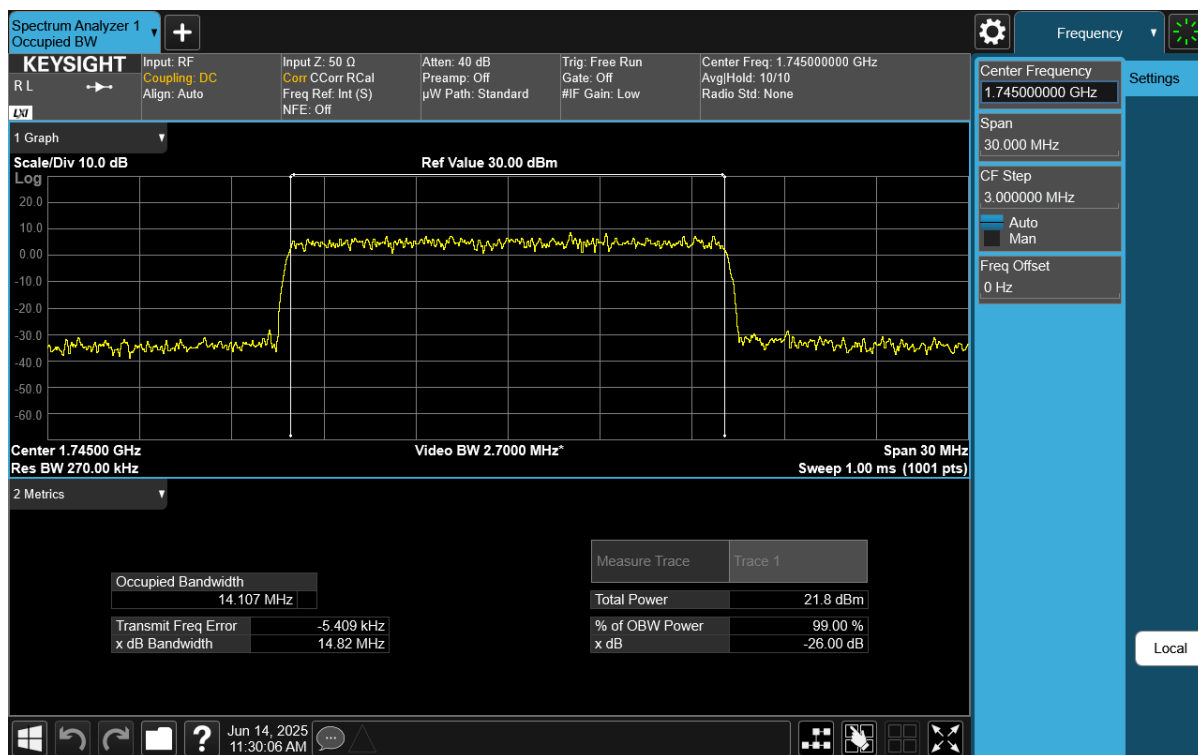 Spectrum Analyzer 1
Occupied BW
Frequency
KEYSIGHT
R L
LXI
Input: RF
Coupling: DC
Align: Auto
Input Z: 50 Ω
Corr CCorr RCal
Freq Ref: Int (S)
NFE: Off
Atten: 40 dB
Preamp: Off
µW Path: Standard
Trig: Free Run
Gate: Off
#IF Gain: Low
Center Freq: 1.745000000 GHz
Avg|Hold: 10/10
Radio Std: None
Center Frequency
1.745000000 GHz
Settings
Span
30.000 MHz
CF Step
3.000000 MHz
Auto
Man
Freq Offset
0 Hz
1 Graph
Scale/Div 10.0 dB
Ref Value 30.00 dBm
Log
20.0
10.0
0.00
-10.0
-20.0
-30.0
-40.0
-50.0
-60.0
Center 1.74500 GHz
Video BW 2.7000 MHz*
Span 30 MHz
Res BW 270.00 kHz
Sweep 1.00 ms (1001 pts)
2 Metrics
Measure Trace
Trace 1
Occupied Bandwidth
14.107 MHz
Total Power
21.8 dBm
Transmit Freq Error
-5.409 kHz
% of OBW Power
99.00 %
x dB Bandwidth
14.82 MHz
x dB
-26.00 dB
Local
?
Jun 14, 2025
11:30:06 AM